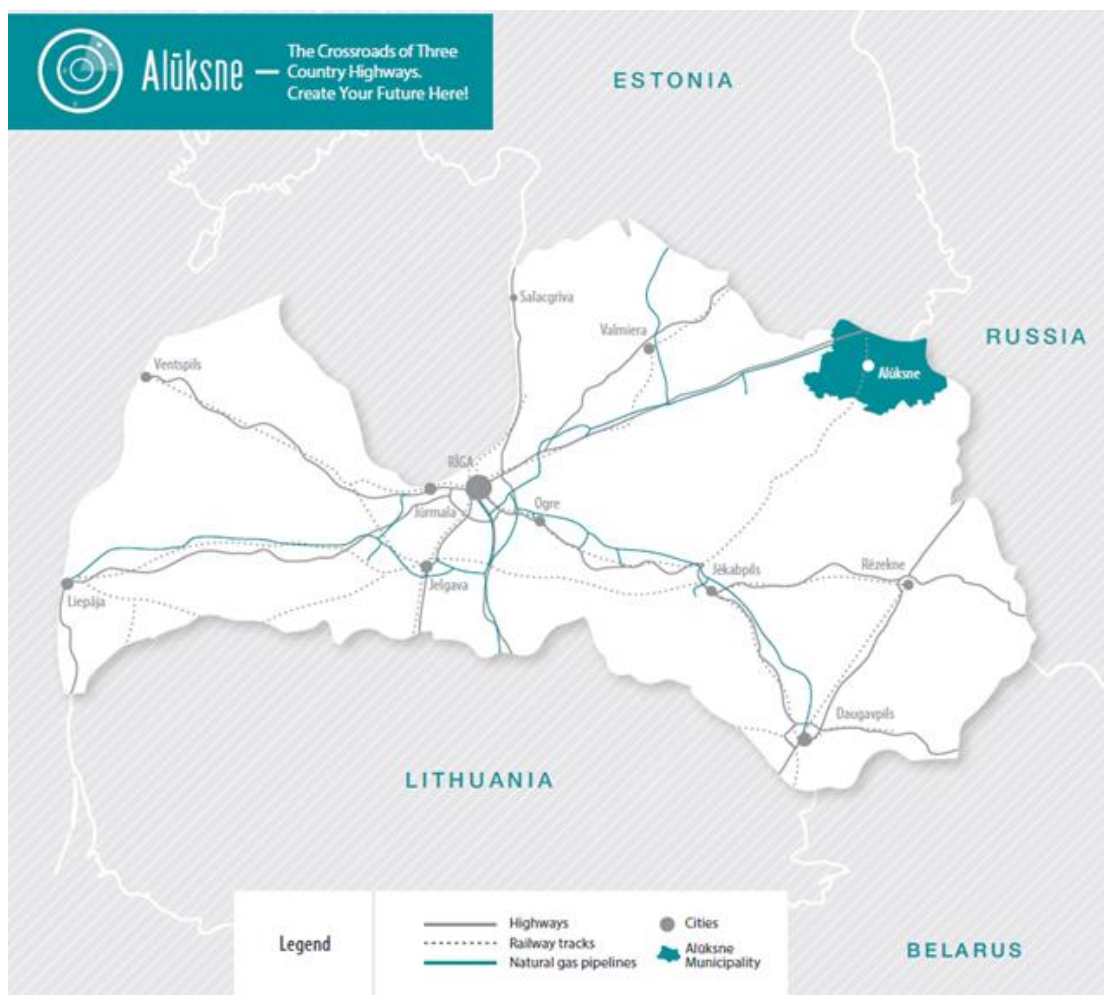 Alūksne —
The Crossroads of Three
Country Highways.
Create Your Future Here!
ESTONIA
RUSSIA
Salacgrīva
Valmiera
Ventspils
Alūksne
RĪGA
Jūrmala
Ogre
Jelgava
Jēkabpils
Rēzekne
Liepāja
Daugavpils
LITHUANIA
BELARUS
Legend
Highways
Railway tracks
Natural gas pipelines
Cities
Alūksne
Municipality